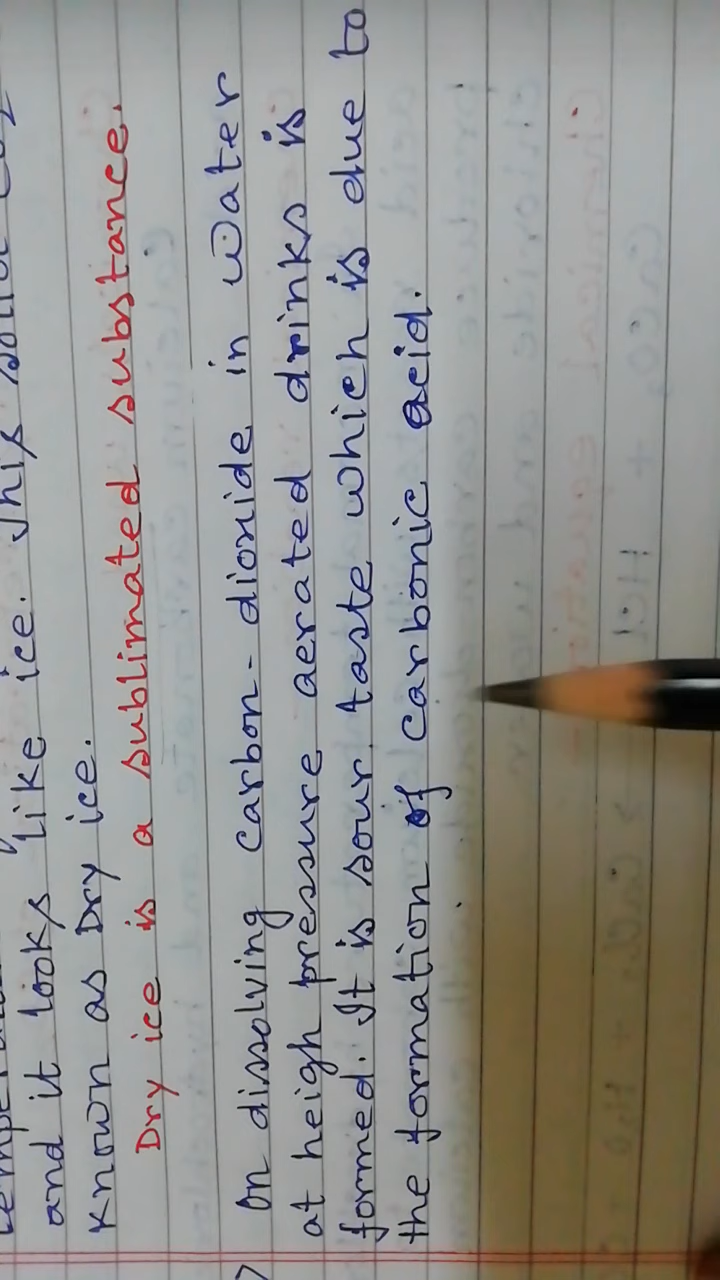 and it looks like ice. This solid CO2
known as Dry ice.
Dry ice is a sublimated substance.
On dissolving carbon-dioxide in water
at heigh pressure aerated drinks is
formed. It is sour taste which is due to
the formation of carbonic acid.